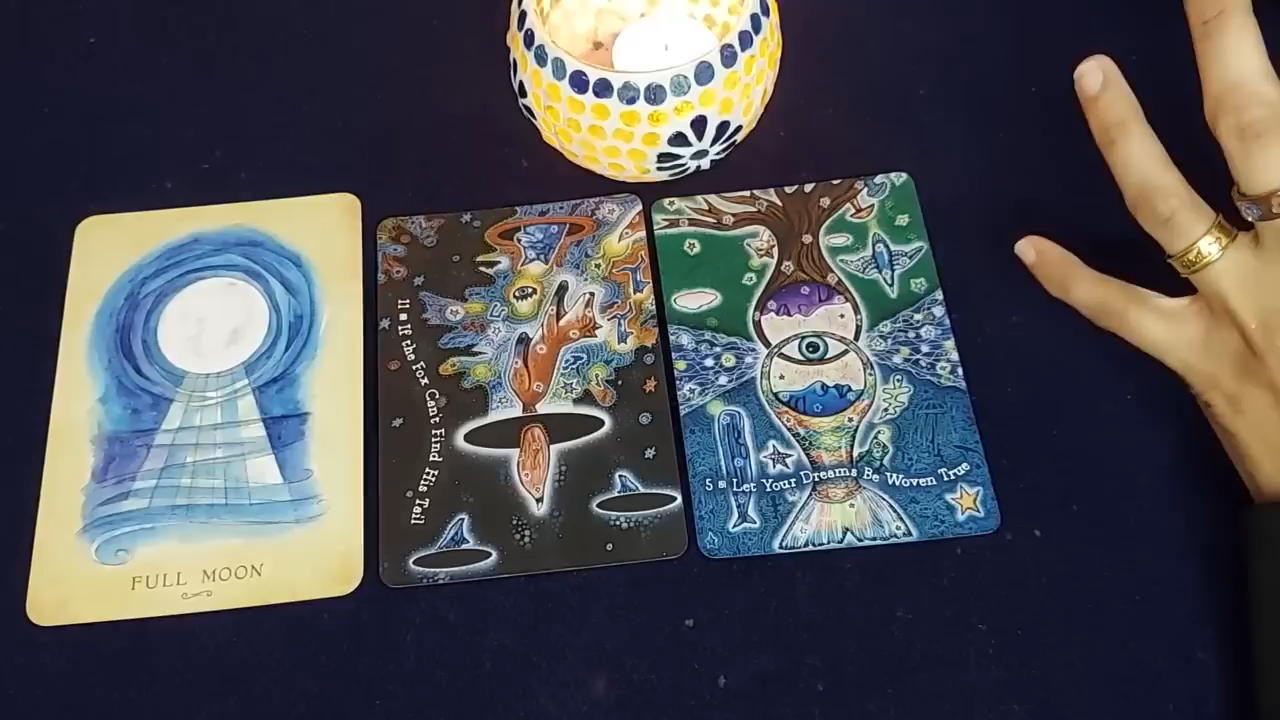 FULL MOON
11 If the Fox Can't Find His Tail
5 Let Your Dreams Be Woven True